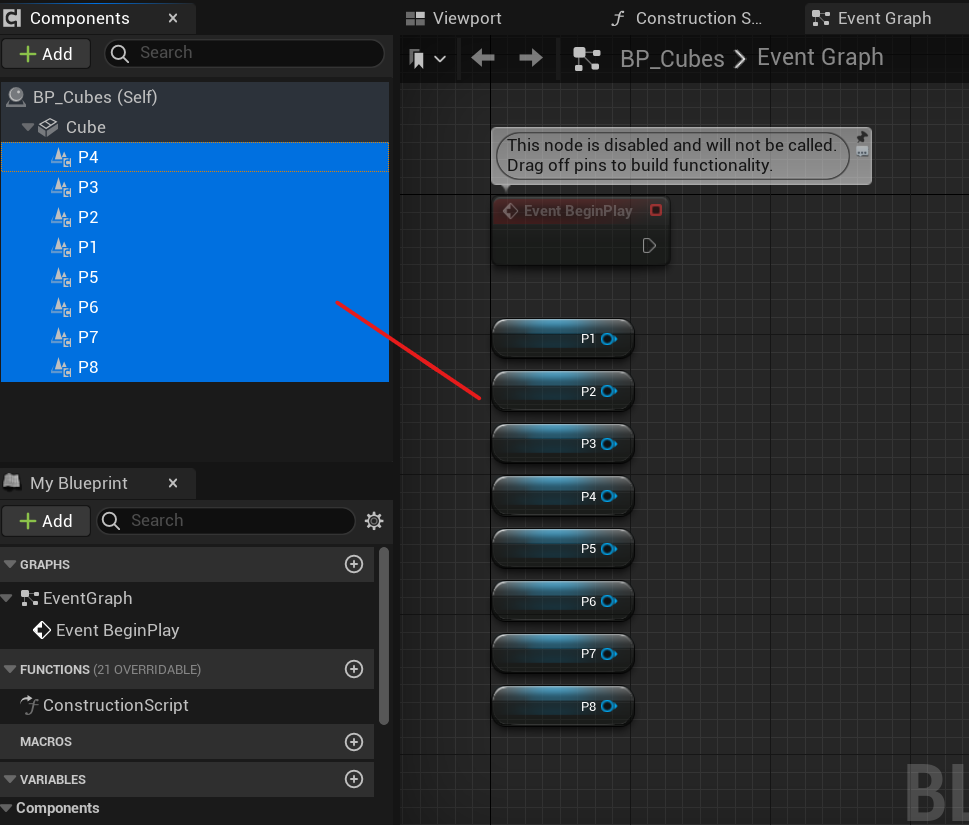 Components
Add
Search
BP_Cubes (Self)
Cube
P4
P3
P2
P1
P5
P6
P7
P8
My Blueprint
Add
Search
GRAPHS
EventGraph
Event BeginPlay
FUNCTIONS (21 OVERRIDABLE)
ConstructionScript
MACROS
VARIABLES
Components
Viewport
Construction S...
Event Graph
BP_Cubes
Event Graph
This node is disabled and will not be called.
Drag off pins to build functionality.
Event BeginPlay
P1
P2
P3
P4
P5
P6
P7
P8